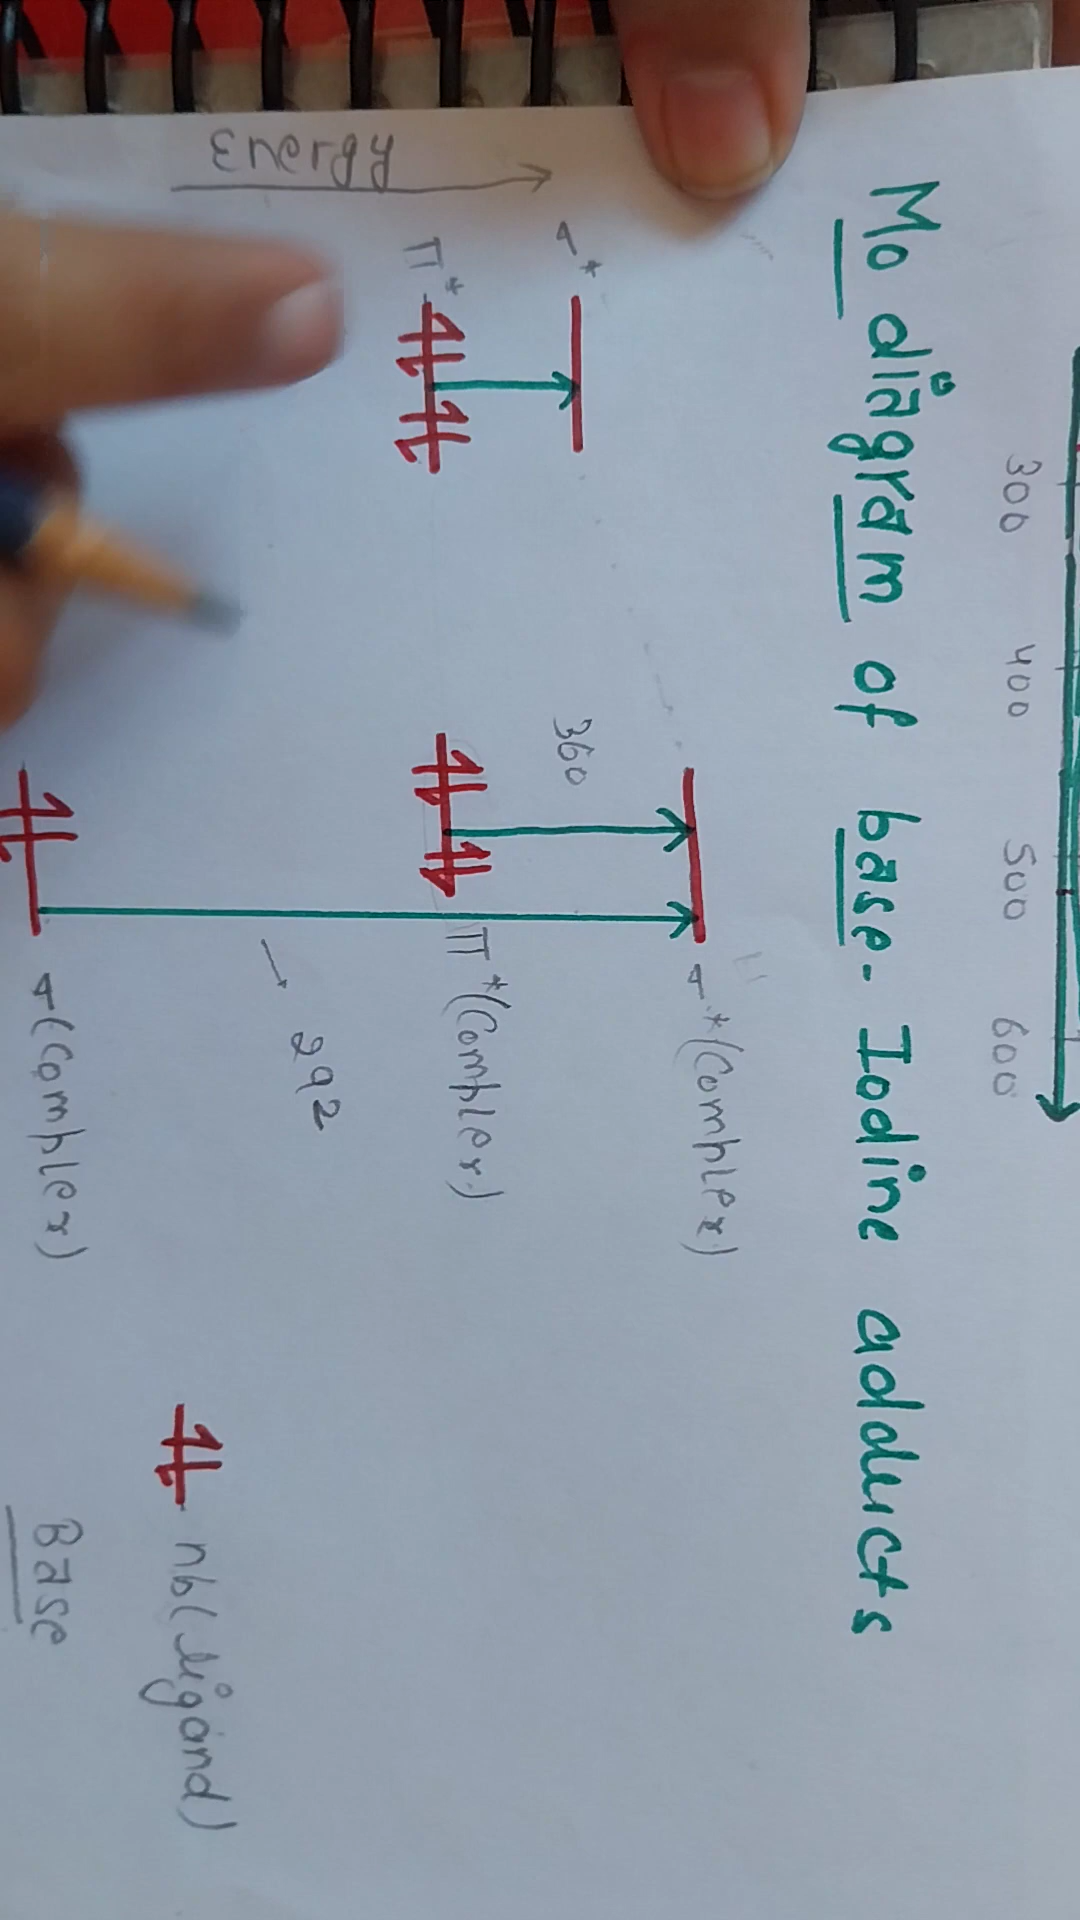 300 400 500 600
Mo diagram of base-Iodine adducts
Energy
σ*
π*
360
σ*(Complex)
π*(Complex)
292
σ(Complex)
nb(ligand)
Base